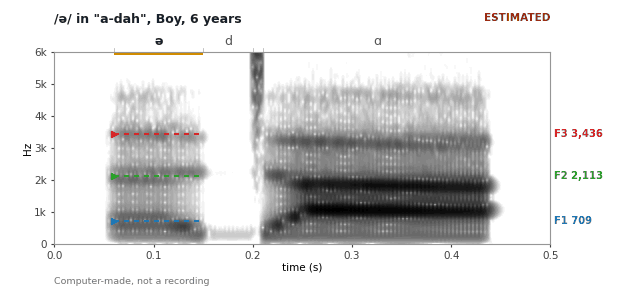 /ə/ in "a-dah", Boy, 6 years
ESTIMATED
ə d ɑ
6k
5k
4k
3k
2k
1k
0
Hz
F3 3,436
F2 2,113
F1 709
0.0 0.1 0.2 0.3 0.4 0.5
time (s)
Computer-made, not a recording